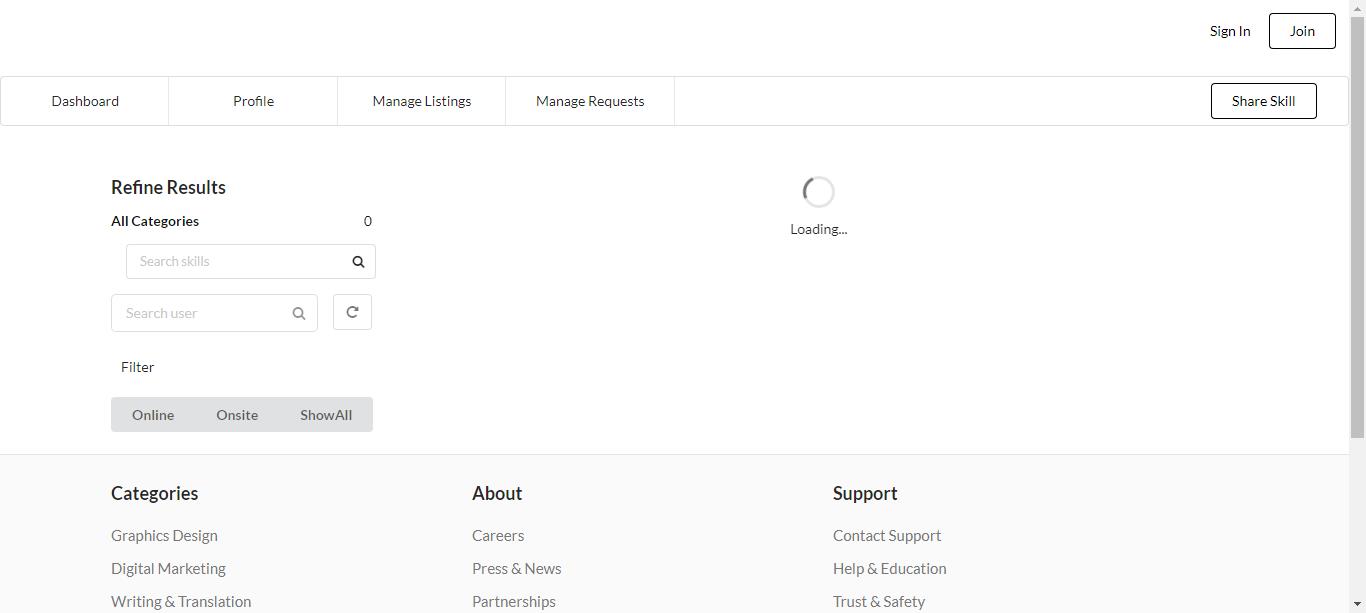 Sign In
Join
Dashboard
Profile
Manage Listings
Manage Requests
Share Skill
Refine Results
All Categories
0
Search skills
Search user
Filter
Online
Onsite
ShowAll
Loading...
Categories
Graphics Design
Digital Marketing
Writing & Translation
About
Careers
Press & News
Partnerships
Support
Contact Support
Help & Education
Trust & Safety